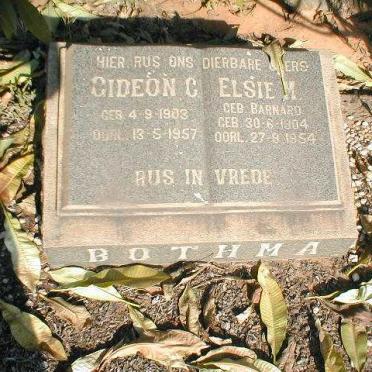 HIER RUS ONS DIERBARE OUERS
GIDEON C
GEB 4-9-1903
OORL. 13-5-1957
ELSIE M
GEB BARNARD
GEB. 30-6-1904
OORL. 27-9-1954
RUS IN VREDE
BOTHMA